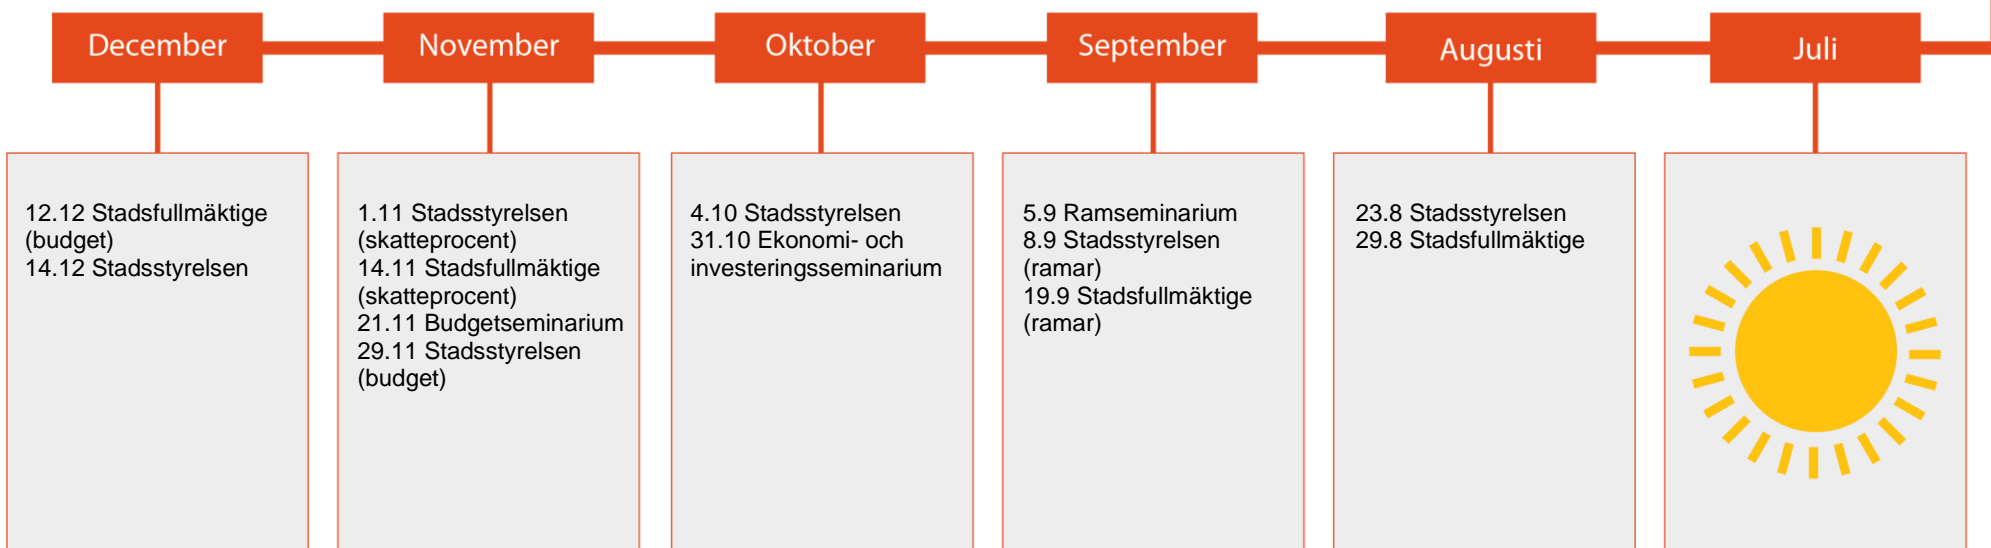 December
12.12 Stadsfullmäktige
(budget)
14.12 Stadsstyrelsen
November
1.11 Stadsstyrelsen
(skatteprocent)
14.11 Stadsfullmäktige
(skatteprocent)
21.11 Budgetseminarium
29.11 Stadsstyrelsen
(budget)
Oktober
4.10 Stadsstyrelsen
31.10 Ekonomi- och
investeringsseminarium
September
5.9 Ramseminarium
8.9 Stadsstyrelsen
(ramar)
19.9 Stadsfullmäktige
(ramar)
Augusti
23.8 Stadsstyrelsen
29.8 Stadsfullmäktige
Juli